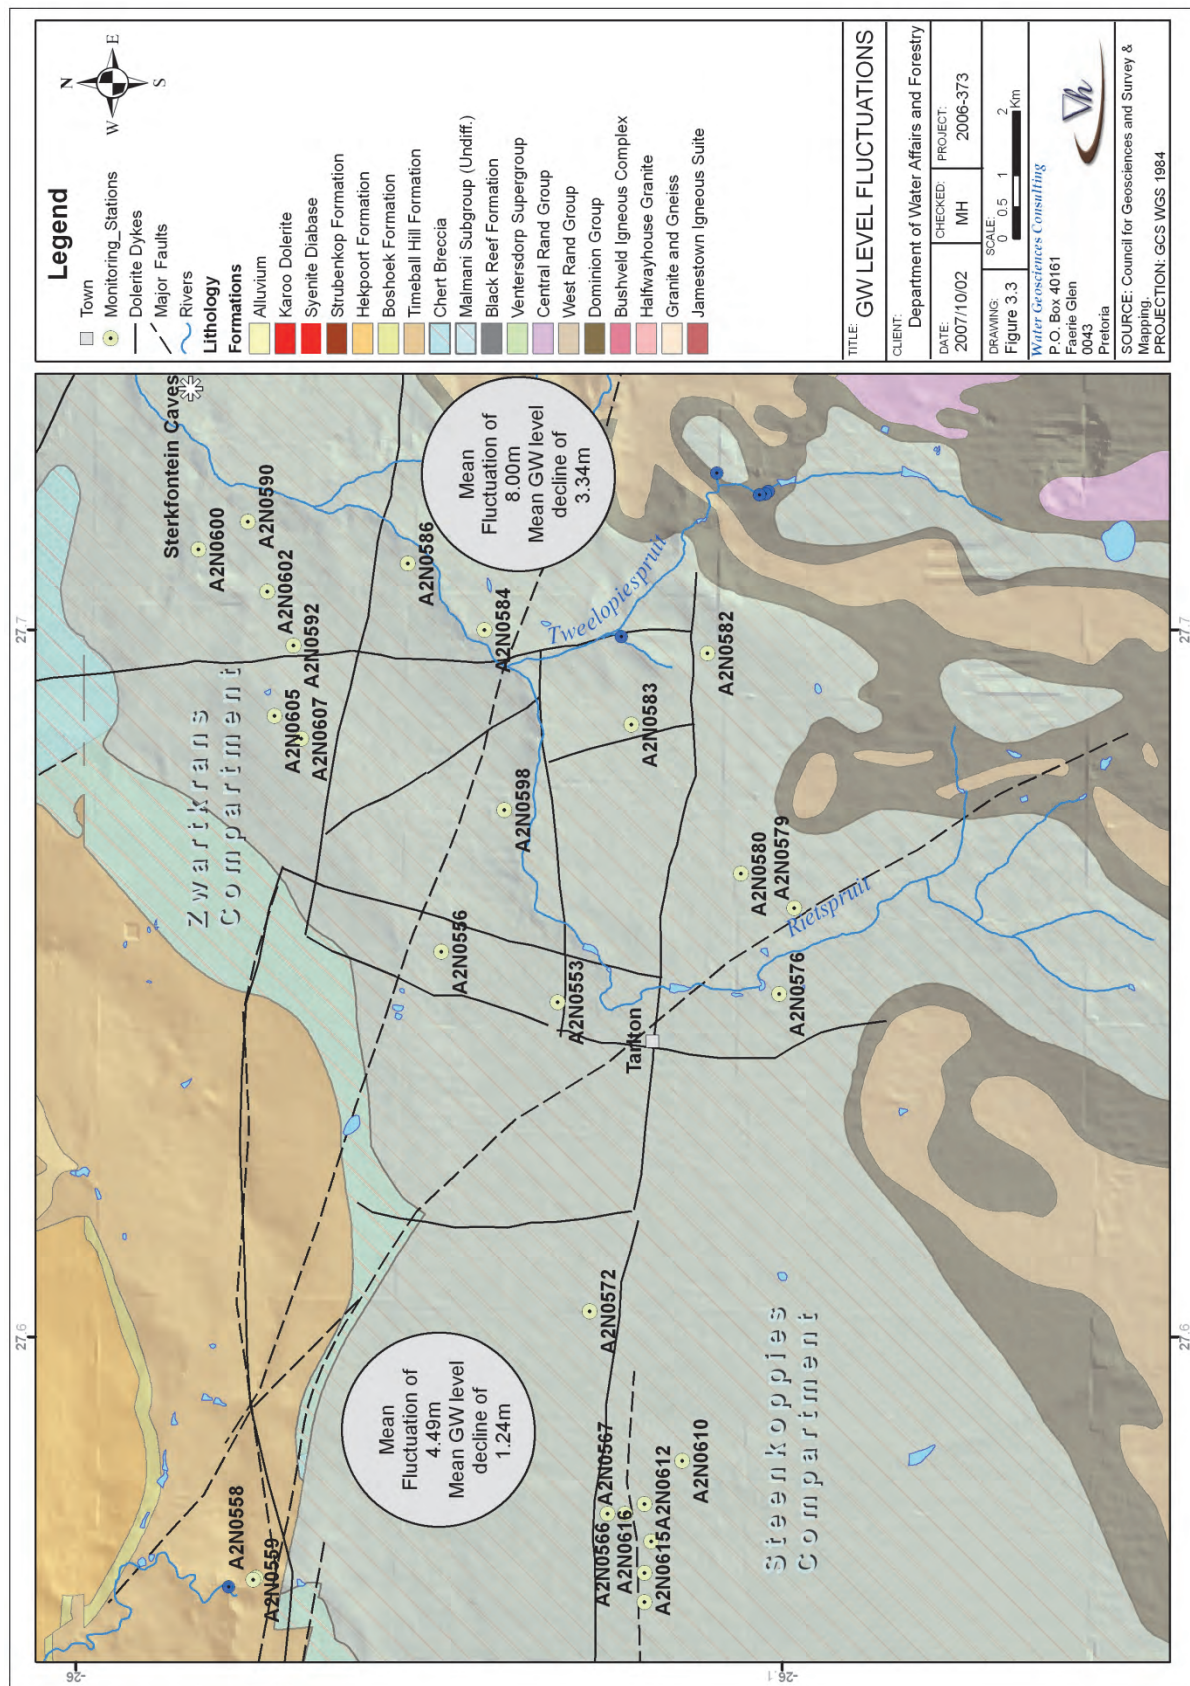 Legend
N
E
S
W
Town
Monitoring_Stations
Dolerite Dykes
Major Faults
Rivers
Lithology
Formations
Alluvium
Karoo Dolerite
Syenite Diabase
Strubenkop Formation
Hekpoort Formation
Boshoek Formation
Timeball Hill Formation
Chert Breccia
Malmani Subgroup (Undiff.)
Black Reef Formation
Ventersdorp Supergroup
Central Rand Group
West Rand Group
Dominion Group
Bushveld Igneous Complex
Halfwayhouse Granite
Granite and Gneiss
Jamestown Igneous Suite
TITLE:
GW LEVEL FLUCTUATIONS
CLIENT:
Department of Water Affairs and Forestry
DATE:
2007/10/02
CHECKED:
MH
PROJECT:
2006-373
DRAWING:
Figure 3.3
SCALE:
0 0.5 1 2
Km
Water Geosciences Consulting
P.O. Box 40161
Faerie Glen
0043
Pretoria
Vh
SOURCE: Council for Geosciences and Survey &
Mapping.
PROJECTION: GCS WGS 1984
27.6
27.7
-26
-26.1
27.6
27.7
Sterkfontein Caves
A2N0600
A2N0590
A2N0602
A2N0592
A2N0605
A2N0607
Zwartkrans
Compartment
A2N0586
A2N0584
Mean
Fluctuation of
8.00m
Mean GW level
decline of
3.34m
Tweelopiespruit
A2N0582
A2N0583
A2N0598
A2N0580
A2N0579
Rietspruit
A2N0556
A2N0553
A2N0576
Tarlton
A2N0572
Mean
Fluctuation of
4.49m
Mean GW level
decline of
1.24m
A2N0558
A2N0559
A2N0566
A2N0567
A2N0616
A2N0615
A2N0612
A2N0610
Steenkoppies
Compartment